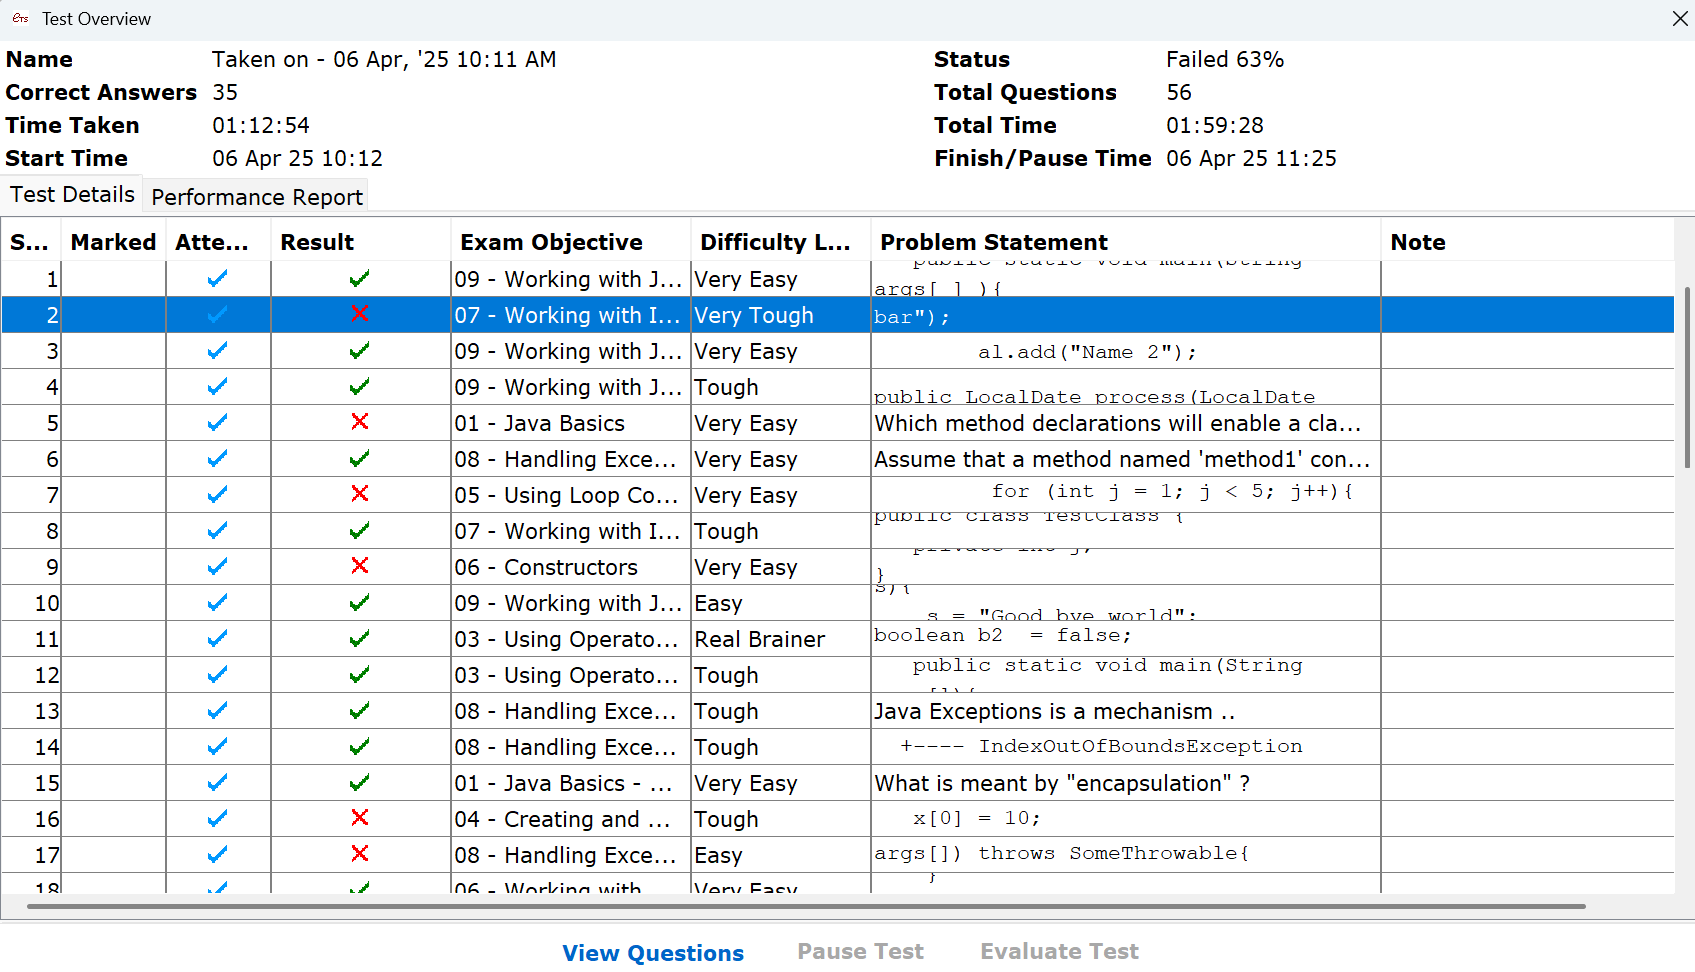 eTS Test Overview
Name Taken on - 06 Apr, '25 10:11 AM Status Failed 63%
Correct Answers 35 Total Questions 56
Time Taken 01:12:54 Total Time 01:59:28
Start Time 06 Apr 25 10:12 Finish/Pause Time 06 Apr 25 11:25
Test Details Performance Report
S... Marked Atte... Result Exam Objective Difficulty L... Problem Statement Note
1 09 - Working with J... Very Easy public static void main(String
args[ ] ){
2 07 - Working with I... Very Tough bar");
3 09 - Working with J... Very Easy al.add("Name 2");
4 09 - Working with J... Tough public LocalDate process(LocalDate
5 01 - Java Basics Very Easy Which method declarations will enable a cla...
6 08 - Handling Exce... Very Easy Assume that a method named 'method1' con...
7 05 - Using Loop Co... Very Easy for (int j = 1; j < 5; j++){
8 07 - Working with I... Tough public class TestClass {
9 06 - Constructors Very Easy private int j;
}
10 09 - Working with J... Easy s){
s = "Good bye world";
11 03 - Using Operato... Real Brainer boolean b2 = false;
12 03 - Using Operato... Tough public static void main(String
13 08 - Handling Exce... Tough Java Exceptions is a mechanism ..
14 08 - Handling Exce... Tough +---- IndexOutOfBoundsException
15 01 - Java Basics - ... Very Easy What is meant by "encapsulation" ?
16 04 - Creating and ... Tough x[0] = 10;
17 08 - Handling Exce... Easy args[]) throws SomeThrowable{
18 06 - Working with Very Easy }
View Questions Pause Test Evaluate Test